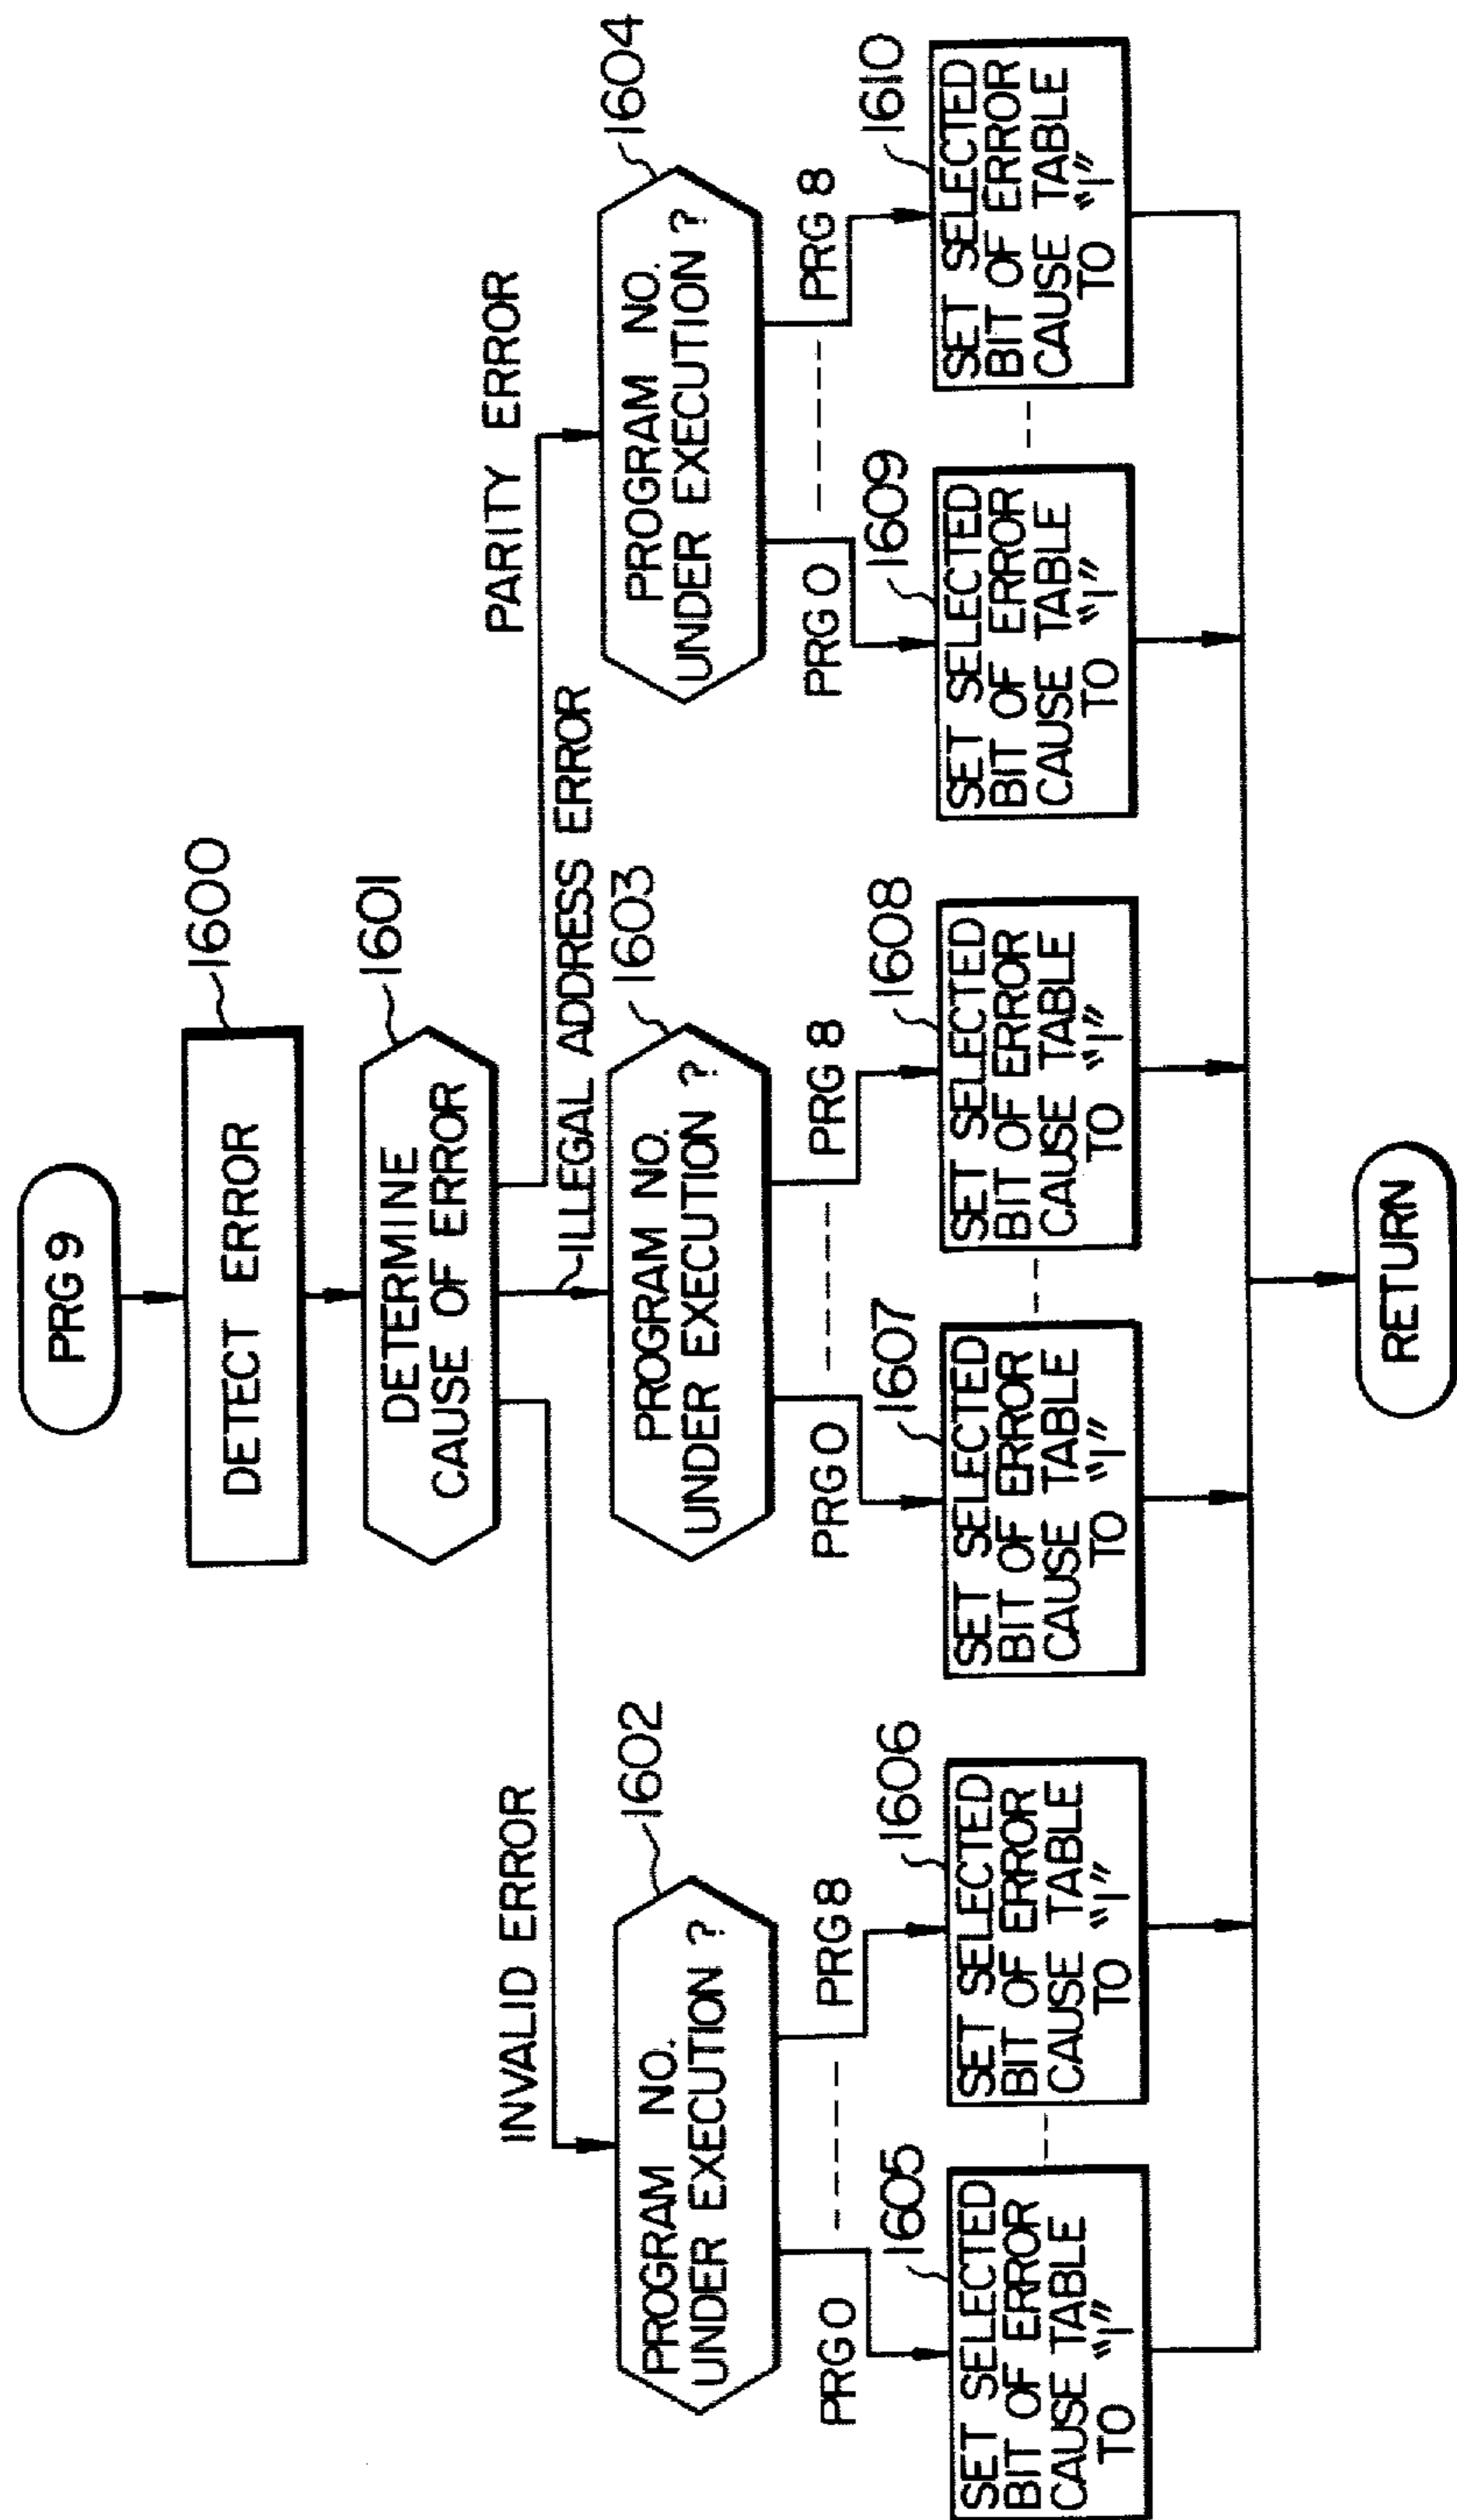 PRG 9
1600
DETECT ERROR
1601
DETERMINE
CAUSE OF ERROR
INVALID ERROR
ILLEGAL ADDRESS ERROR
PARITY ERROR
1602
PROGRAM NO.
UNDER EXECUTION ?
1603
PROGRAM NO.
UNDER EXECUTION ?
1604
PROGRAM NO.
UNDER EXECUTION ?
PRG 0
PRG 8
PRG 0
PRG 8
PRG 0
PRG 8
1605
SET SELECTED
BIT OF ERROR
CAUSE TABLE
TO "1"
1606
SET SELECTED
BIT OF ERROR
CAUSE TABLE
TO "1"
1607
SET SELECTED
BIT OF ERROR
CAUSE TABLE
TO "1"
1608
SET SELECTED
BIT OF ERROR
CAUSE TABLE
TO "1"
1609
SET SELECTED
BIT OF ERROR
CAUSE TABLE
TO "1"
1610
SET SELECTED
BIT OF ERROR
CAUSE TABLE
TO "1"
RETURN